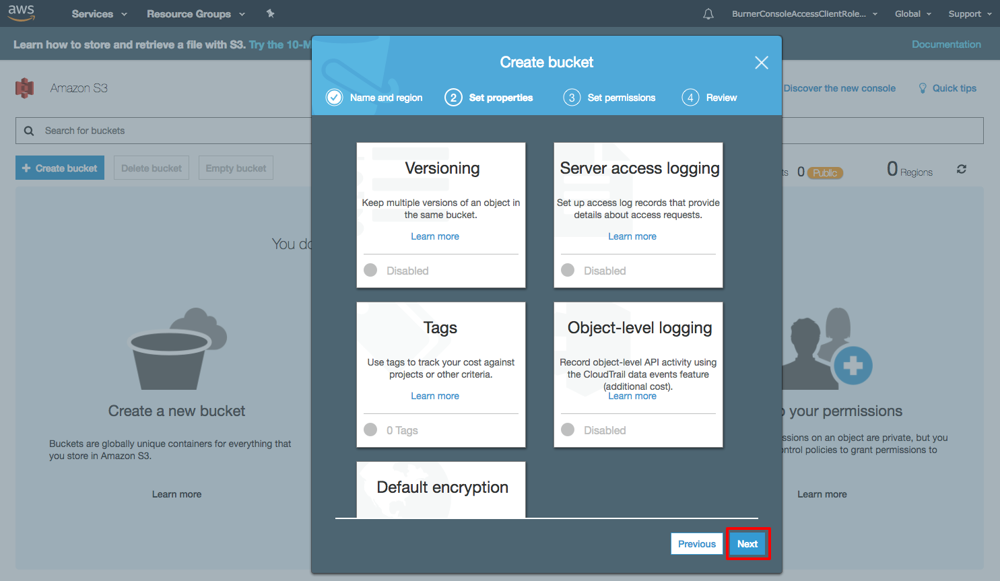 aws
Services
Resource Groups
BurnerConsoleAccessClientRole...
Global
Support
Learn how to store and retrieve a file with S3. Try the 10-M
Documentation
Amazon S3
Discover the new console
Quick tips
Search for buckets
Create bucket
Delete bucket
Empty bucket
ts 0 Public
0 Regions
You do
Create a new bucket
Buckets are globally unique containers for everything that
you store in Amazon S3.
Learn more
Create bucket
Name and region
2 Set properties
3 Set permissions
4 Review
Versioning
Keep multiple versions of an object in
the same bucket.
Learn more
Disabled
Server access logging
Set up access log records that provide
details about access requests.
Learn more
Disabled
Tags
Use tags to track your cost against
projects or other criteria.
Learn more
0 Tags
Object-level logging
Record object-level API activity using
the CloudTrail data events feature
(additional cost).
Learn more
Disabled
Default encryption
Previous
Next
your permissions
ssions on an object are private, but you
ntrol policies to grant permissions to
Learn more